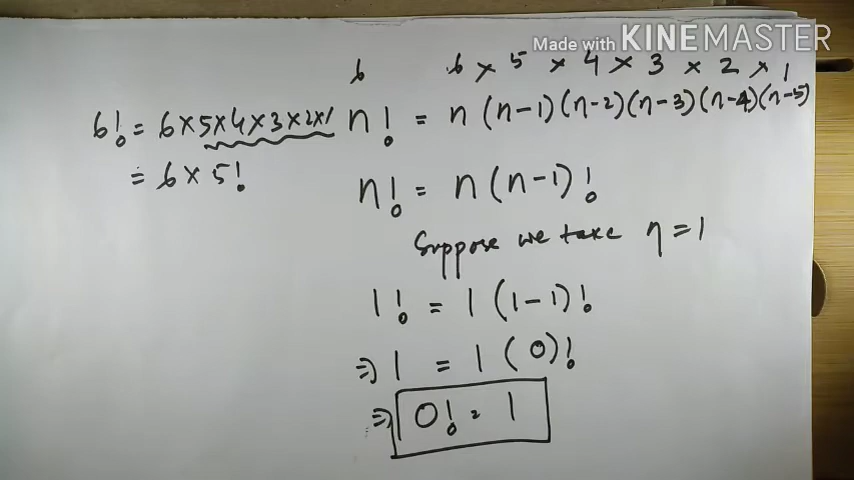 Made with KINEMASTER
6 6 × 5 × 4 × 3 × 2 × 1
6! = 6×5×4×3×2×1 n! = n(n-1)(n-2)(n-3)(n-4)(n-5)
= 6 × 5!
n! = n(n-1)!
Suppose we take n = 1
1! = 1(1-1)!
⇒ 1 = 1(0)!
⇒ 0! = 1